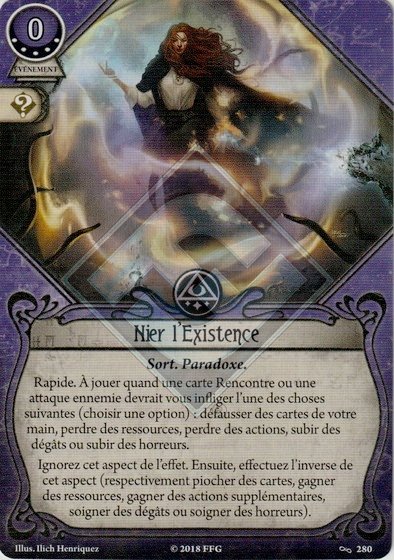 0
ÉVÉNEMENT
?
Nier l'Existence
Sort. Paradoxe.
Rapide. À jouer quand une carte Rencontre ou une
attaque ennemie devrait vous infliger l'une des choses
suivantes (choisir une option) : défausser des cartes de votre
main, perdre des ressources, perdre des actions, subir des
dégâts ou subir des horreurs.
Ignorez cet aspect de l'effet. Ensuite, effectuez l'inverse de
cet aspect (respectivement piocher des cartes, gagner
des ressources, gagner des actions supplémentaires,
soigner des dégâts ou soigner des horreurs).
Illus. Ilich Henriquez © 2018 FFG 280